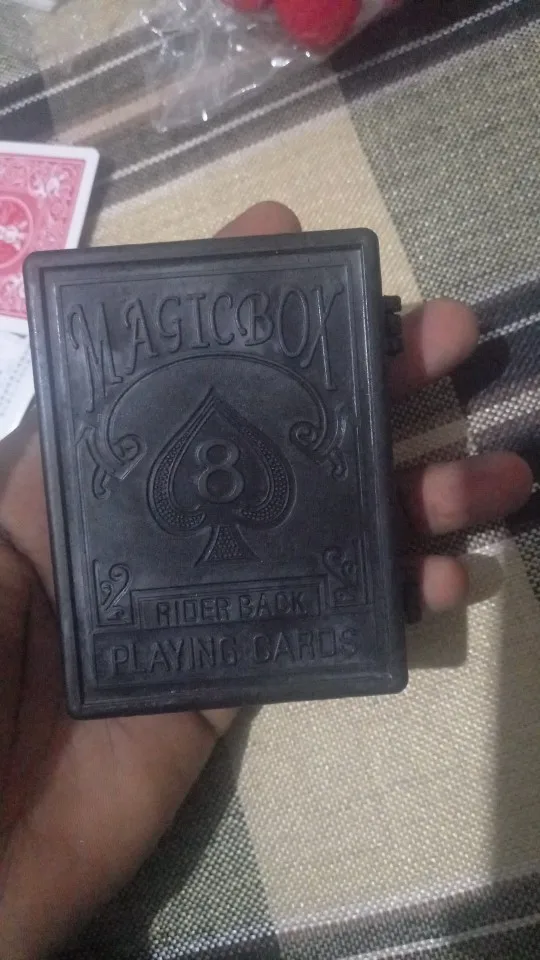 MAGICBOX
8
RIDER BACK
PLAYING CARDS